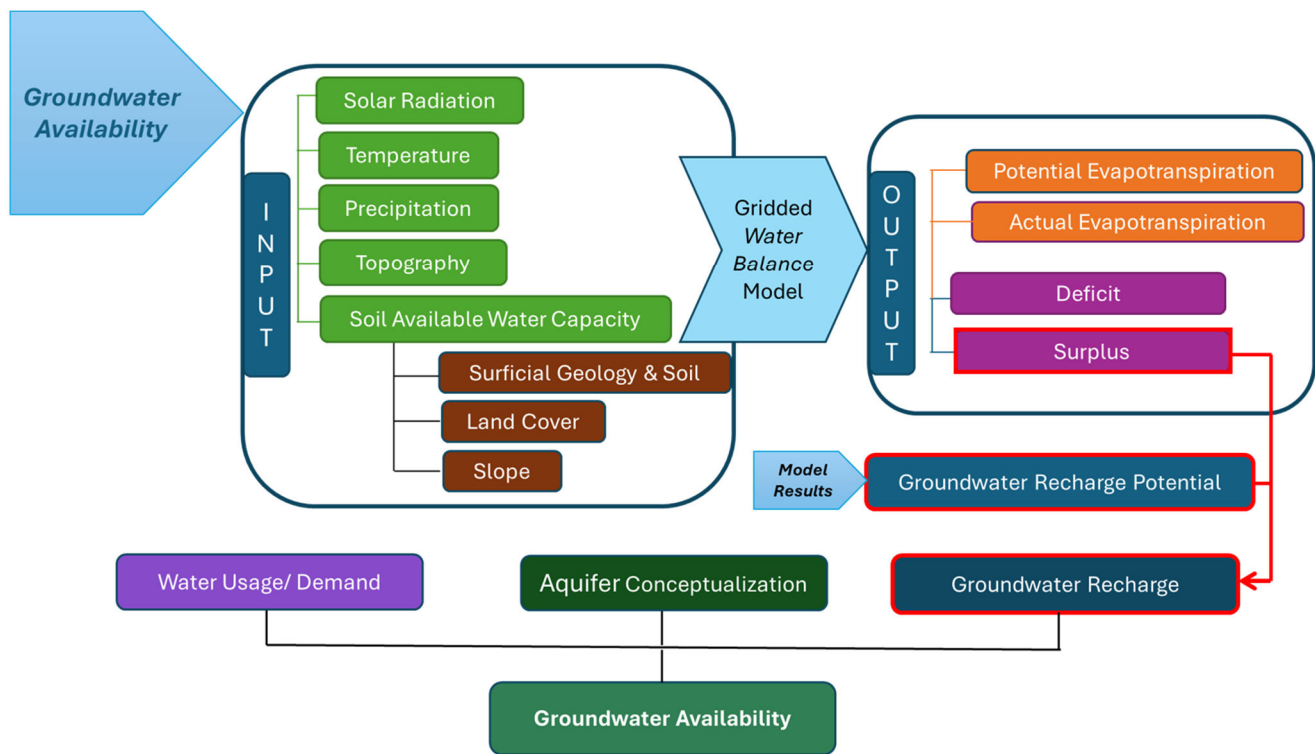 Groundwater
Availability
INPUT
Solar Radiation
Temperature
Precipitation
Topography
Soil Available Water Capacity
Surficial Geology & Soil
Land Cover
Slope
Gridded
Water
Balance
Model
OUTPUT
Potential Evapotranspiration
Actual Evapotranspiration
Deficit
Surplus
Model
Results
Groundwater Recharge Potential
Water Usage/ Demand
Aquifer Conceptualization
Groundwater Recharge
Groundwater Availability